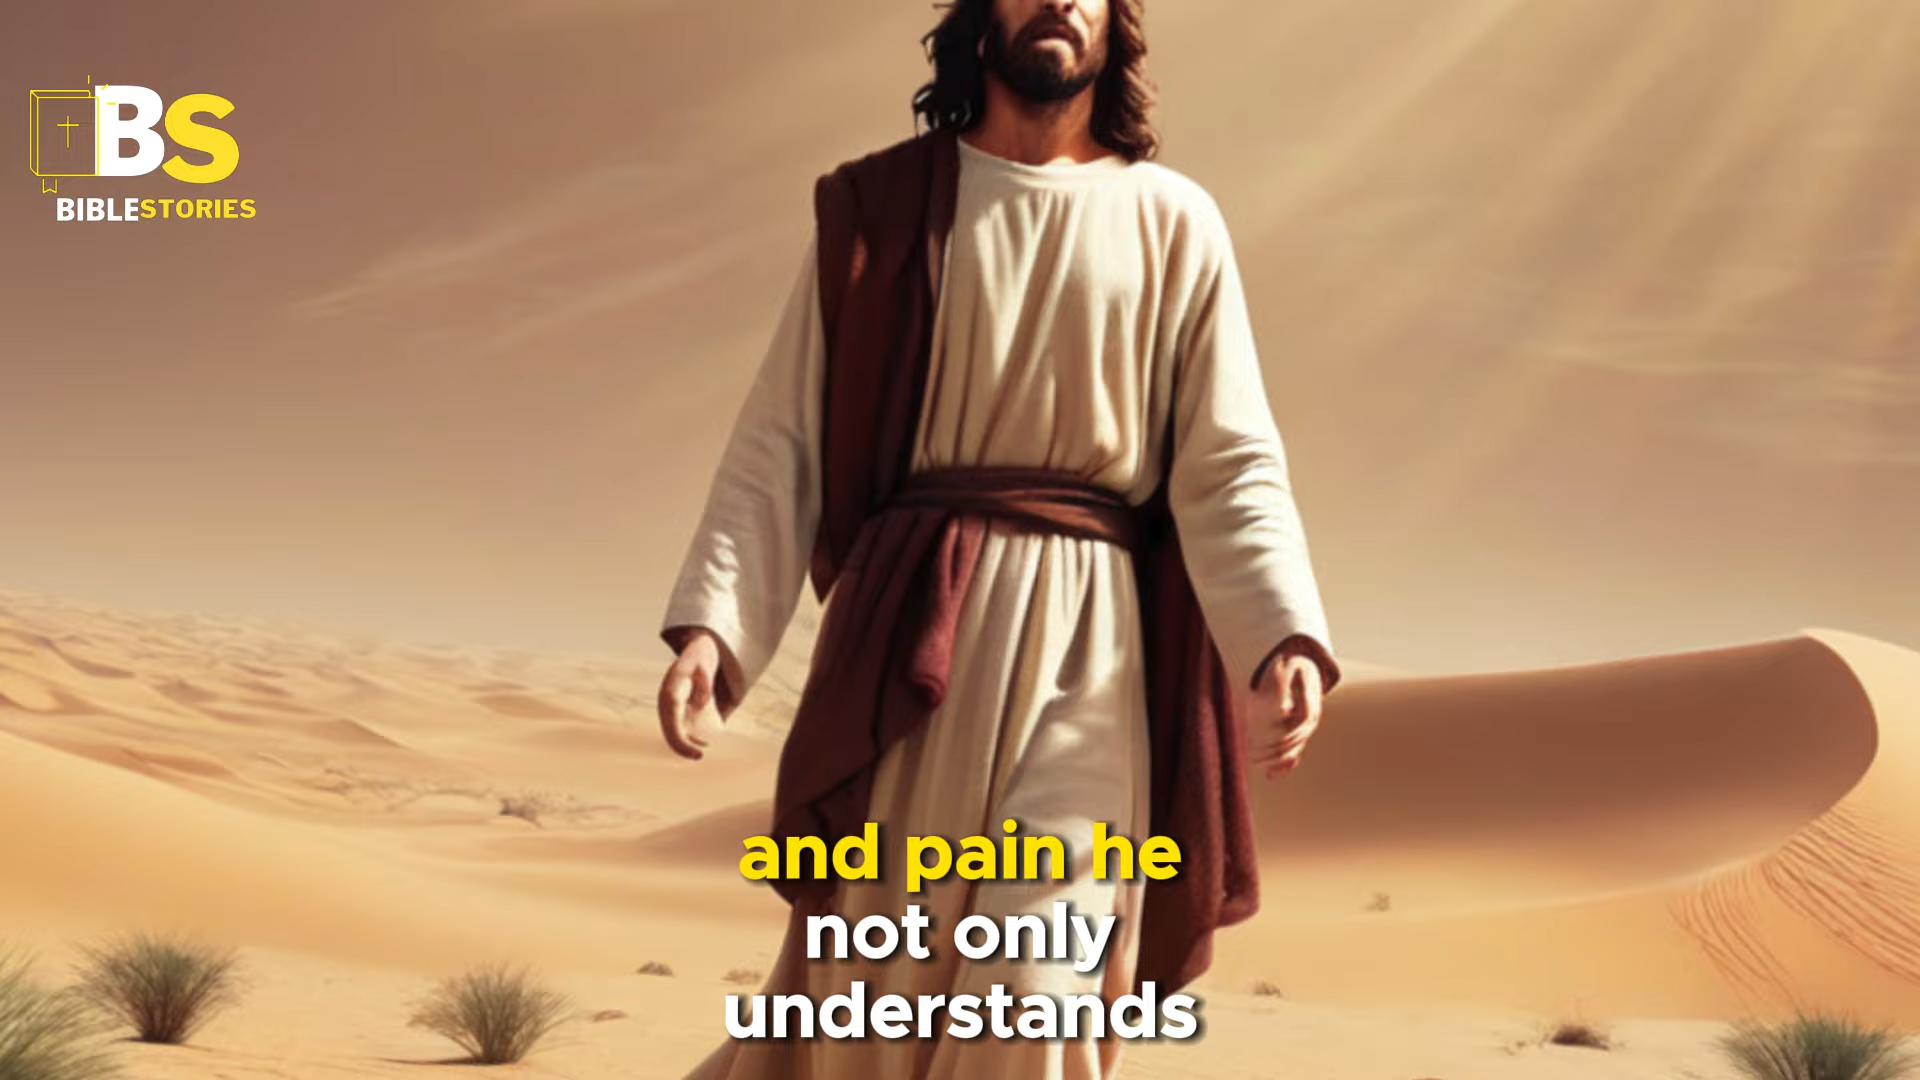 BS
BIBLESTORIES
and pain he
not only
understands